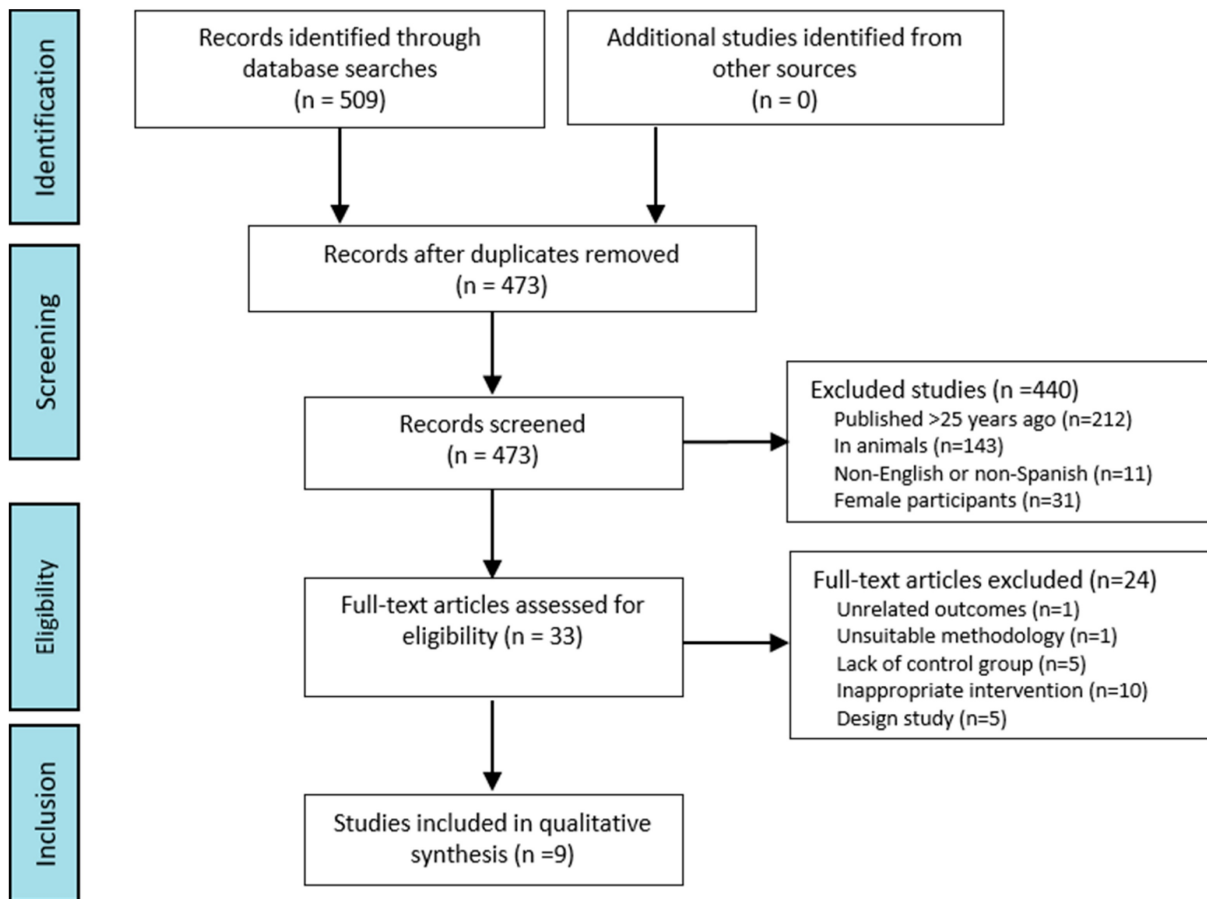 Identification
Records identified through
database searches
(n = 509)
Additional studies identified from
other sources
(n = 0)
Screening
Records after duplicates removed
(n = 473)
Records screened
(n = 473)
Excluded studies (n =440)
Published >25 years ago (n=212)
In animals (n=143)
Non-English or non-Spanish (n=11)
Female participants (n=31)
Eligibility
Full-text articles assessed for
eligibility (n = 33)
Full-text articles excluded (n=24)
Unrelated outcomes (n=1)
Unsuitable methodology (n=1)
Lack of control group (n=5)
Inappropriate intervention (n=10)
Design study (n=5)
Inclusion
Studies included in qualitative
synthesis (n =9)